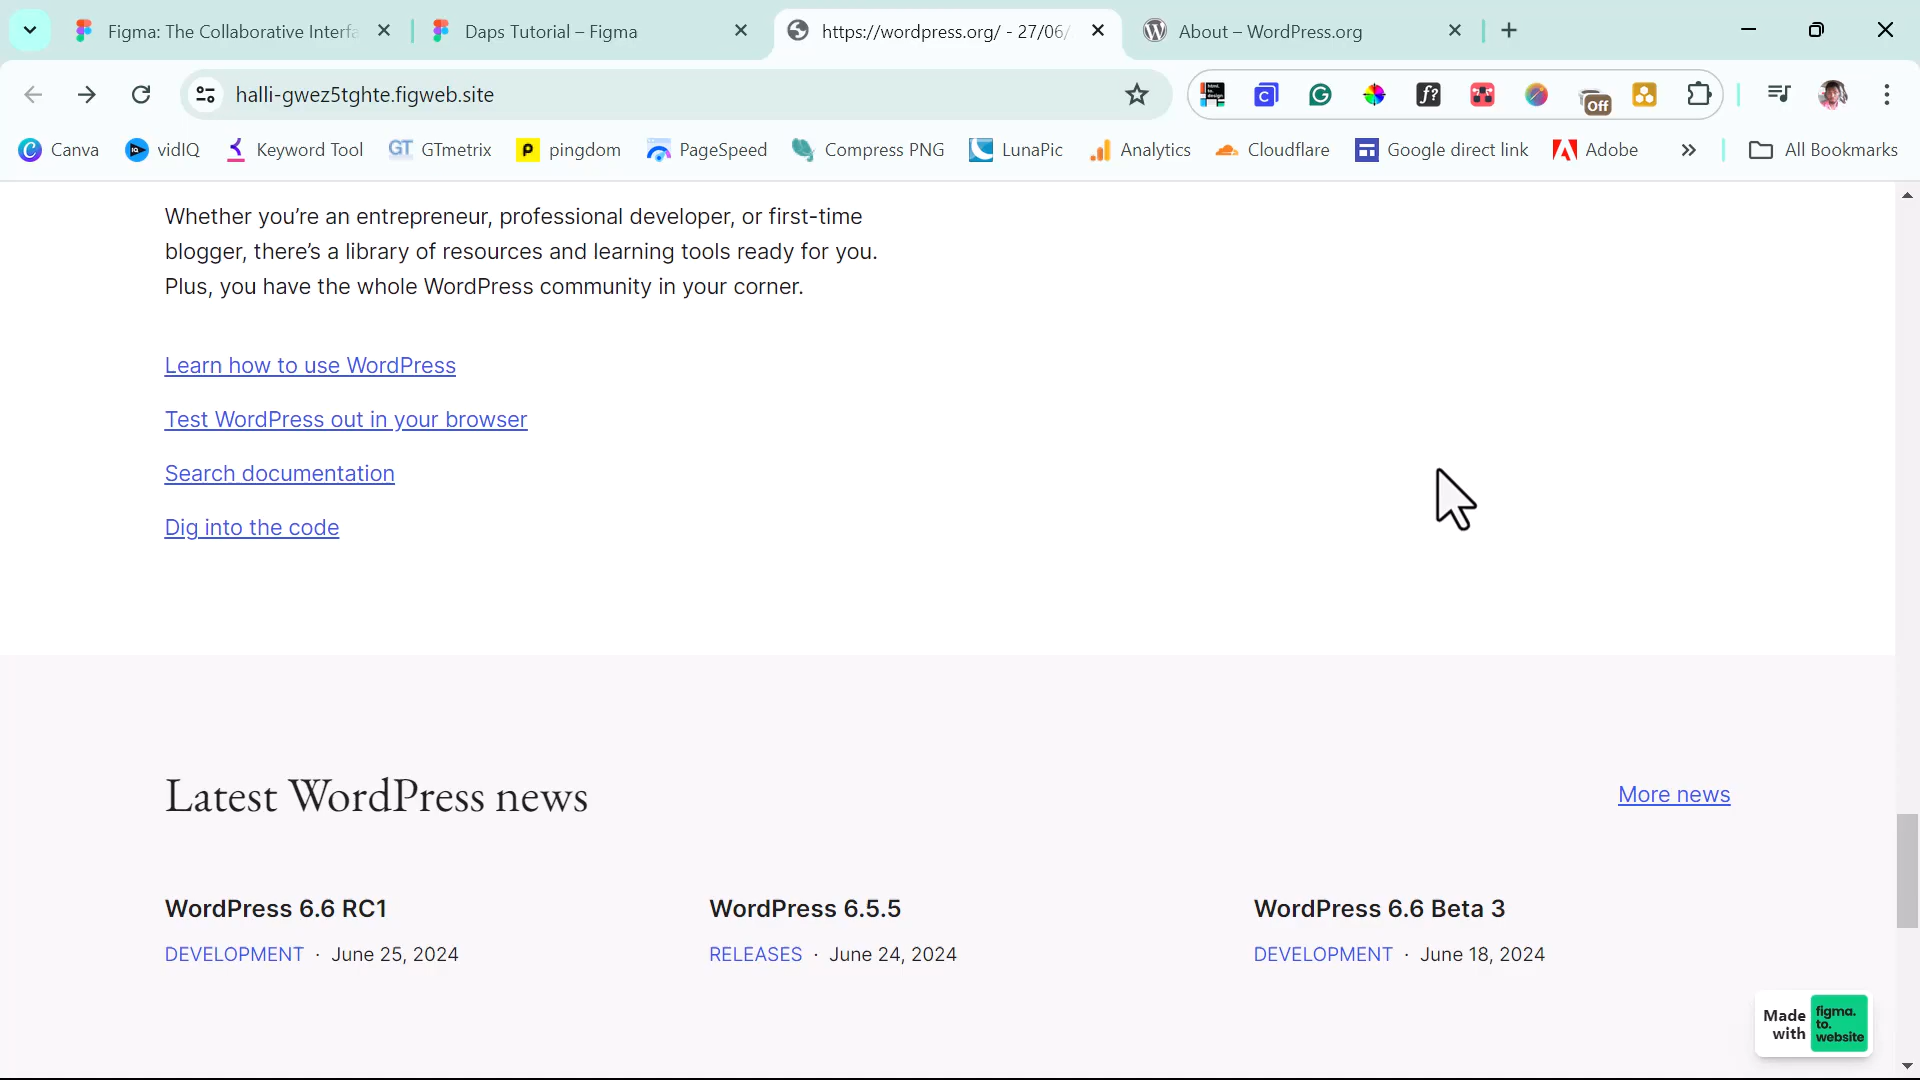 Figma: The Collaborative Interfa
Daps Tutorial – Figma
https://wordpress.org/ - 27/06/
About – WordPress.org
halli-gwez5tghte.figweb.site
html.
to.
design
C
G
f?
Off
C Canva
IQ vidIQ
Keyword Tool
GT GTmetrix
p pingdom
PageSpeed
Compress PNG
LunaPic
Analytics
Cloudflare
Google direct link
Adobe
»
All Bookmarks
Whether you’re an entrepreneur, professional developer, or first-time
blogger, there’s a library of resources and learning tools ready for you.
Plus, you have the whole WordPress community in your corner.
Learn how to use WordPress
Test WordPress out in your browser
Search documentation
Dig into the code
Latest WordPress news
More news
WordPress 6.6 RC1
DEVELOPMENT · June 25, 2024
WordPress 6.5.5
RELEASES · June 24, 2024
WordPress 6.6 Beta 3
DEVELOPMENT · June 18, 2024
Made
with
figma.
to.
website